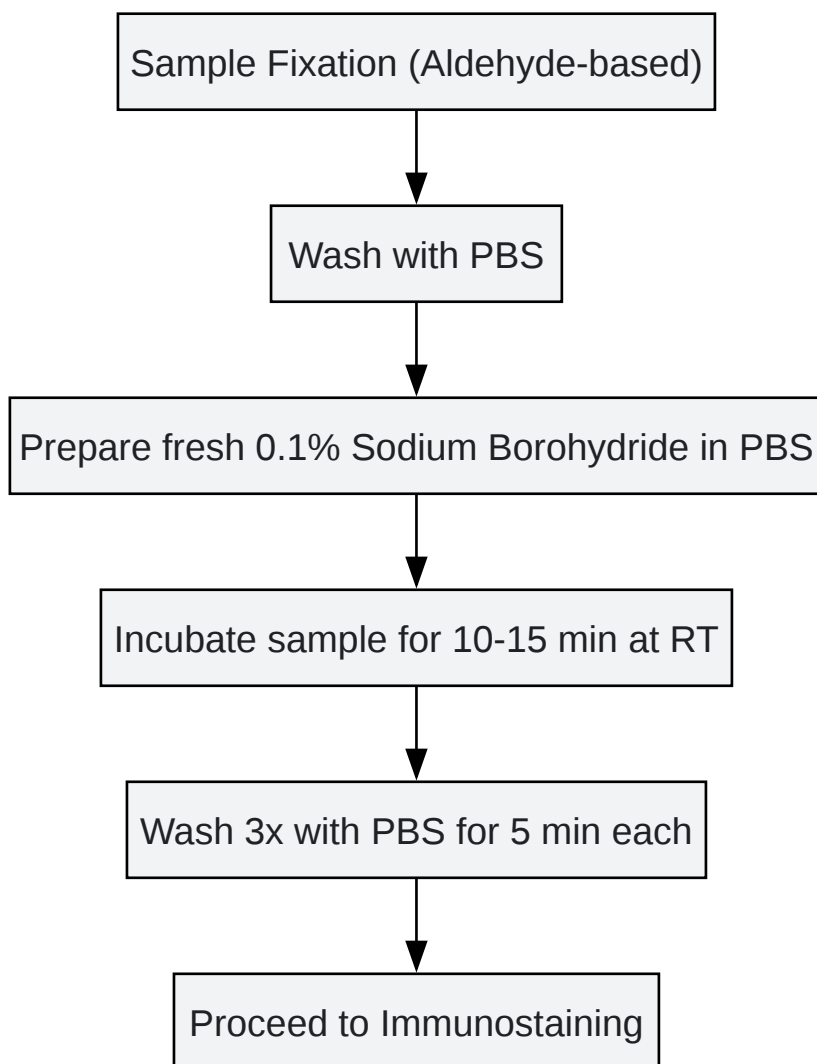 Sample Fixation (Aldehyde-based)
Wash with PBS
Prepare fresh 0.1% Sodium Borohydride in PBS
Incubate sample for 10-15 min at RT
Wash 3x with PBS for 5 min each
Proceed to Immunostaining